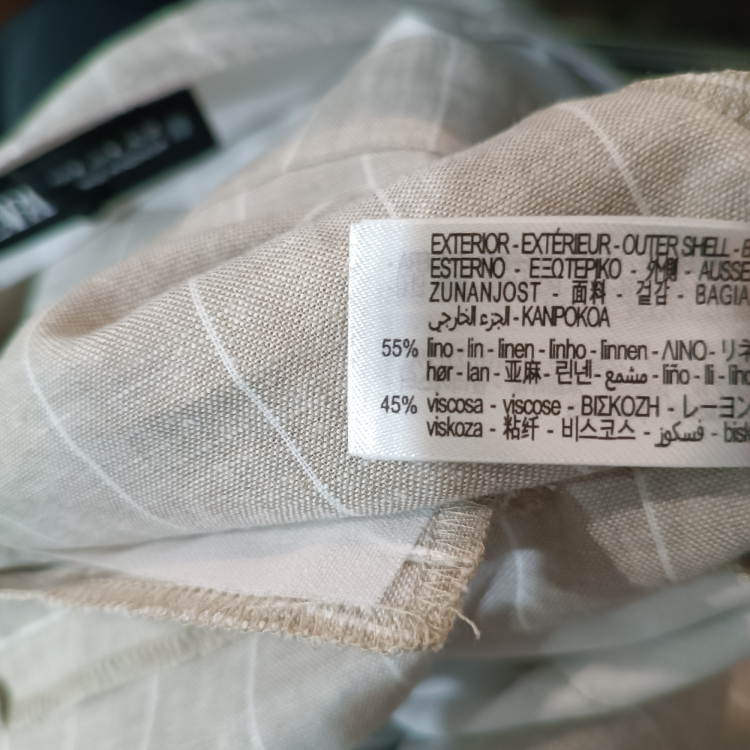 EXTERIOR - EXTÉRIEUR - OUTER SHELL -
ESTERNO - ΕΞΩΤΕΡΙΚΟ - 外側 - AUSSE
ZUNANJOST - 面料 - 겉감 - BAGIA
الجزء الخارجي - KANPOKOA
55% lino - lin - linen - linho - linnen - ΛΙΝΟ - リネ
hør - lan - 亚麻 - 린넨 - مشمع - liño - lli - liho
45% viscosa - viscose - ΒΙΣΚΟΖΗ - レーヨン
viskoza - 粘纤 - 비스코스 - فسكوز - bisk